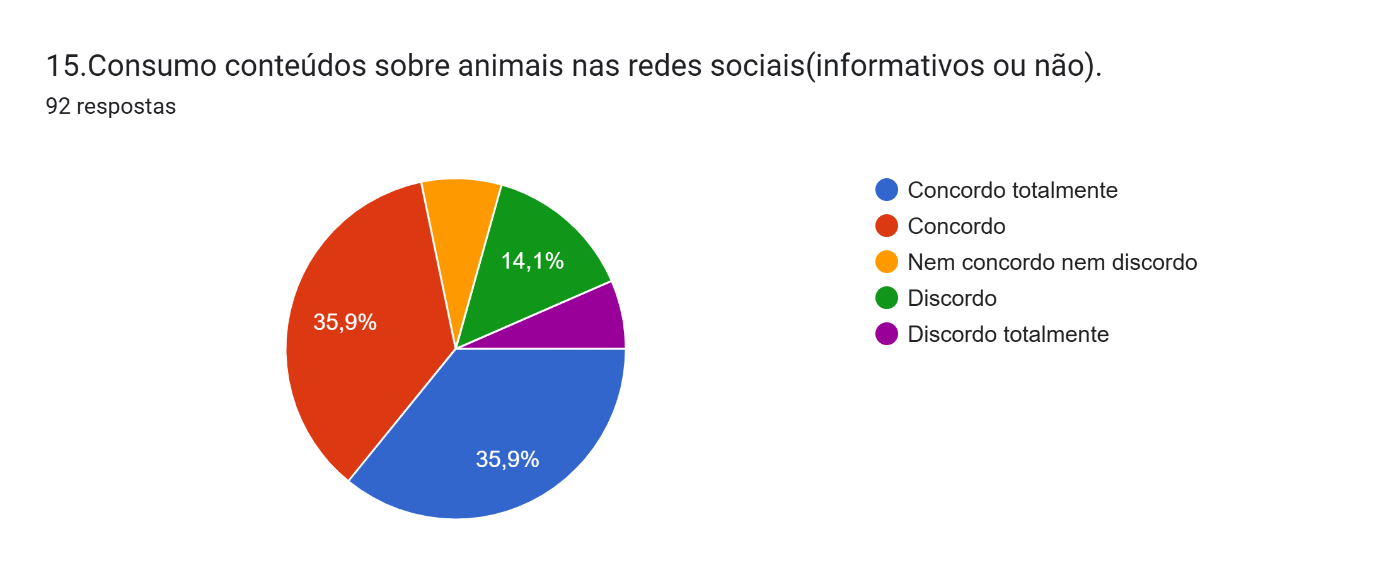 15.Consumo conteúdos sobre animais nas redes sociais(informativos ou não).
92 respostas
Concordo totalmente
Concordo
Nem concordo nem discordo
Discordo
Discordo totalmente
14,1%
35,9%
35,9%